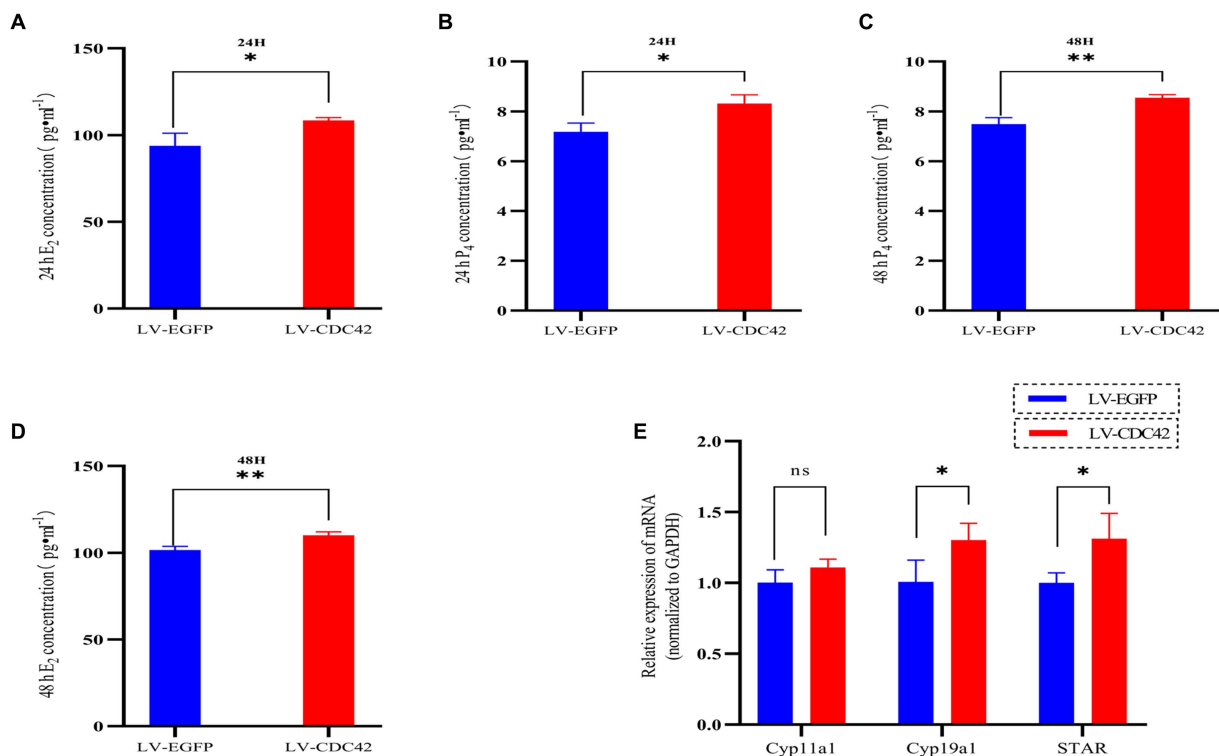 A
24H
*
24h E₂ concentration( pg•ml⁻¹)
150
100
50
0
LV-EGFP LV-CDC42
B
24H
*
24h P₄ concentration( pg•ml⁻¹)
10
8
6
4
2
0
LV-EGFP LV-CDC42
C
48H
**
48h P₄ concentration( pg•ml⁻¹)
10
8
6
4
2
0
LV-EGFP LV-CDC42
D
48H
**
48h E₂ concentration( pg•ml⁻¹)
150
100
50
0
LV-EGFP LV-CDC42
E
LV-EGFP
LV-CDC42
Relative expression of mRNA
(normalized to GAPDH)
2.0
1.5
1.0
0.5
0.0
ns * *
Cyp11a1 Cyp19a1 STAR